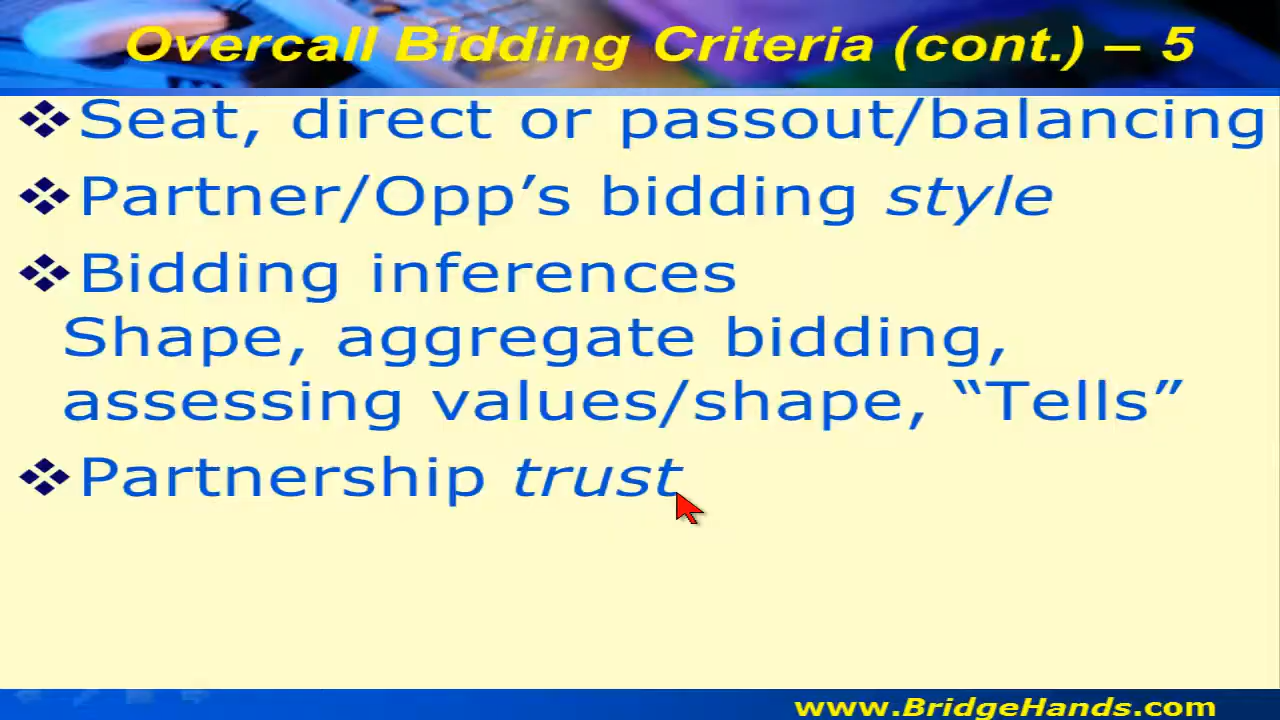 Overcall Bidding Criteria (cont.) – 5
❖Seat, direct or passout/balancing
❖Partner/Opp’s bidding style
❖Bidding inferences
Shape, aggregate bidding,
assessing values/shape, “Tells”
❖Partnership trust
www.BridgeHands.com